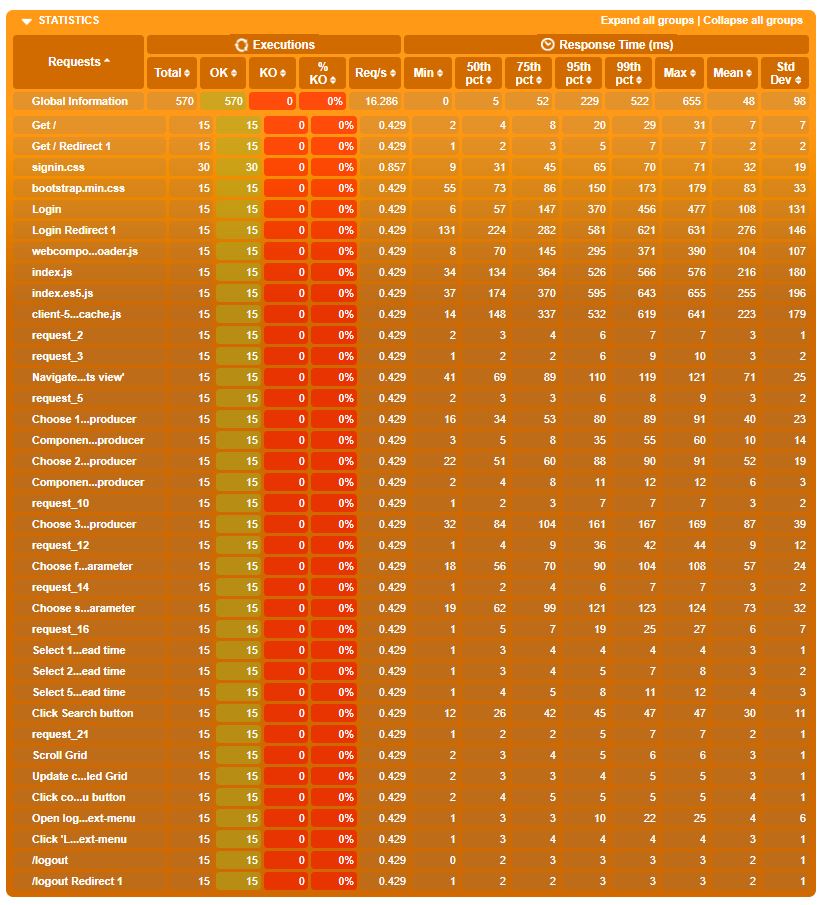 STATISTICS Expand all groups | Collapse all groups
Executions Response Time (ms)
Requests Total OK KO % KO Req/s Min 50th pct 75th pct 95th pct 99th pct Max Mean Std Dev
Global Information 570 570 0 0% 16.286 0 5 52 229 522 655 48 98
Get / 15 15 0 0% 0.429 2 4 8 20 29 31 7 7
Get / Redirect 1 15 15 0 0% 0.429 1 2 3 5 7 7 2 2
signin.css 30 30 0 0% 0.857 9 31 45 65 70 71 32 19
bootstrap.min.css 15 15 0 0% 0.429 55 73 86 150 173 179 83 33
Login 15 15 0 0% 0.429 6 57 147 370 456 477 108 131
Login Redirect 1 15 15 0 0% 0.429 131 224 282 581 621 631 276 146
webcompo...oader.js 15 15 0 0% 0.429 8 70 145 295 371 390 104 107
index.js 15 15 0 0% 0.429 34 134 364 526 566 576 216 180
index.es5.js 15 15 0 0% 0.429 37 174 370 595 643 655 255 196
client-5...cache.js 15 15 0 0% 0.429 14 148 337 532 619 641 223 179
request_2 15 15 0 0% 0.429 2 3 4 6 7 7 3 1
request_3 15 15 0 0% 0.429 1 2 2 6 9 10 3 2
Navigate...ts view' 15 15 0 0% 0.429 41 69 89 110 119 121 71 25
request_5 15 15 0 0% 0.429 2 3 3 6 8 9 3 2
Choose 1...producer 15 15 0 0% 0.429 16 34 53 80 89 91 40 23
Componen...producer 15 15 0 0% 0.429 3 5 8 35 55 60 10 14
Choose 2...producer 15 15 0 0% 0.429 22 51 60 88 90 91 52 19
Componen...producer 15 15 0 0% 0.429 2 4 8 11 12 12 6 3
request_10 15 15 0 0% 0.429 1 2 3 7 7 7 3 2
Choose 3...producer 15 15 0 0% 0.429 32 84 104 161 167 169 87 39
request_12 15 15 0 0% 0.429 1 4 9 36 42 44 9 12
Choose f...arameter 15 15 0 0% 0.429 18 56 70 90 104 108 57 24
request_14 15 15 0 0% 0.429 1 2 4 6 7 7 3 2
Choose s...arameter 15 15 0 0% 0.429 19 62 99 121 123 124 73 32
request_16 15 15 0 0% 0.429 1 5 7 19 25 27 6 7
Select 1...ead time 15 15 0 0% 0.429 1 3 4 4 4 4 3 1
Select 2...ead time 15 15 0 0% 0.429 1 3 4 5 7 8 3 2
Select 5...ead time 15 15 0 0% 0.429 1 4 5 8 11 12 4 3
Click Search button 15 15 0 0% 0.429 12 26 42 45 47 47 30 11
request_21 15 15 0 0% 0.429 1 2 2 5 7 7 2 1
Scroll Grid 15 15 0 0% 0.429 2 3 4 5 6 6 3 1
Update c...led Grid 15 15 0 0% 0.429 2 3 3 4 5 5 3 1
Click co...u button 15 15 0 0% 0.429 2 4 5 5 5 5 4 1
Open log...ext-menu 15 15 0 0% 0.429 1 3 3 10 22 25 4 6
Click 'L...ext-menu 15 15 0 0% 0.429 1 3 4 4 4 4 3 1
/logout 15 15 0 0% 0.429 0 2 3 3 3 3 2 1
/logout Redirect 1 15 15 0 0% 0.429 1 2 2 3 3 3 2 1